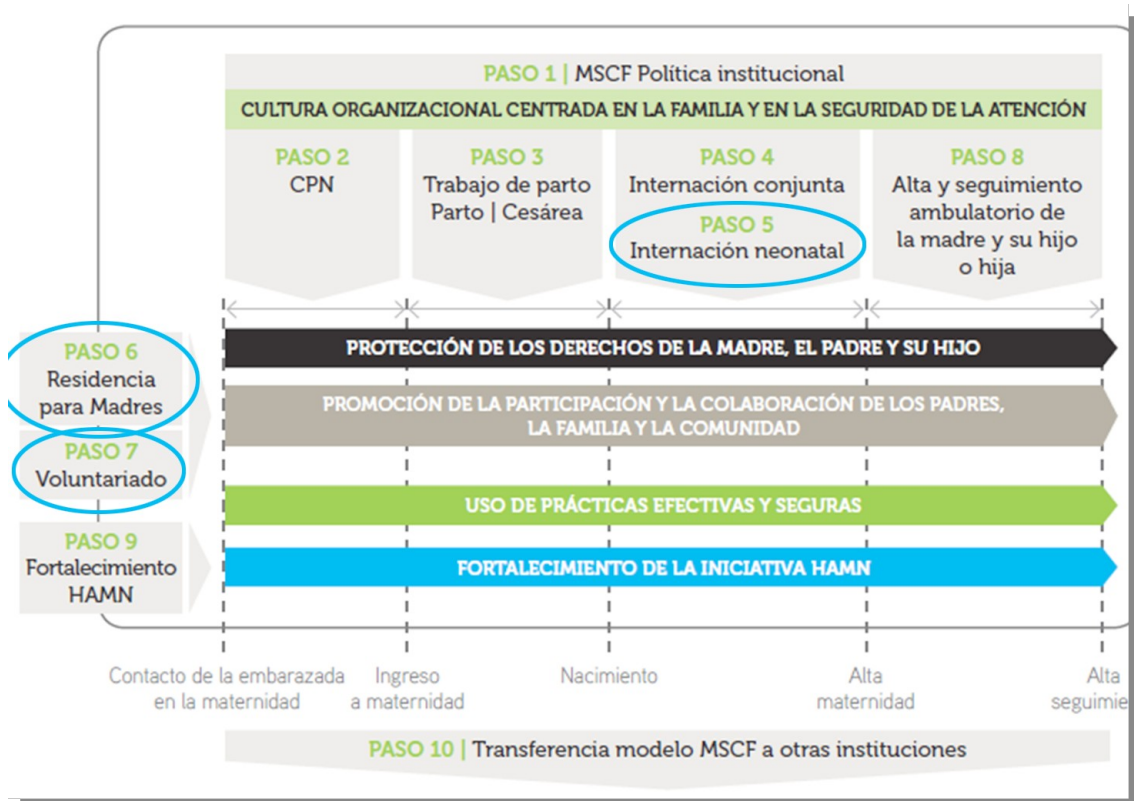 PASO 1 | MSCF Política institucional
CULTURA ORGANIZACIONAL CENTRADA EN LA FAMILIA Y EN LA SEGURIDAD DE LA ATENCIÓN
PASO 2
CPN
PASO 3
Trabajo de parto
Parto | Cesárea
PASO 4
Internación conjunta
PASO 5
Internación neonatal
PASO 8
Alta y seguimiento
ambulatorio de
la madre y su hijo
o hija
PASO 6
Residencia
para Madres
PASO 7
Voluntariado
PASO 9
Fortalecimiento
HAMN
PROTECCIÓN DE LOS DERECHOS DE LA MADRE, EL PADRE Y SU HIJO
PROMOCIÓN DE LA PARTICIPACIÓN Y LA COLABORACIÓN DE LOS PADRES,
LA FAMILIA Y LA COMUNIDAD
USO DE PRÁCTICAS EFECTIVAS Y SEGURAS
FORTALECIMIENTO DE LA INICIATIVA HAMN
Contacto de la embarazada
en la maternidad
Ingreso
a maternidad
Nacimiento
Alta
maternidad
Alta
seguimie
PASO 10 | Transferencia modelo MSCF a otras instituciones